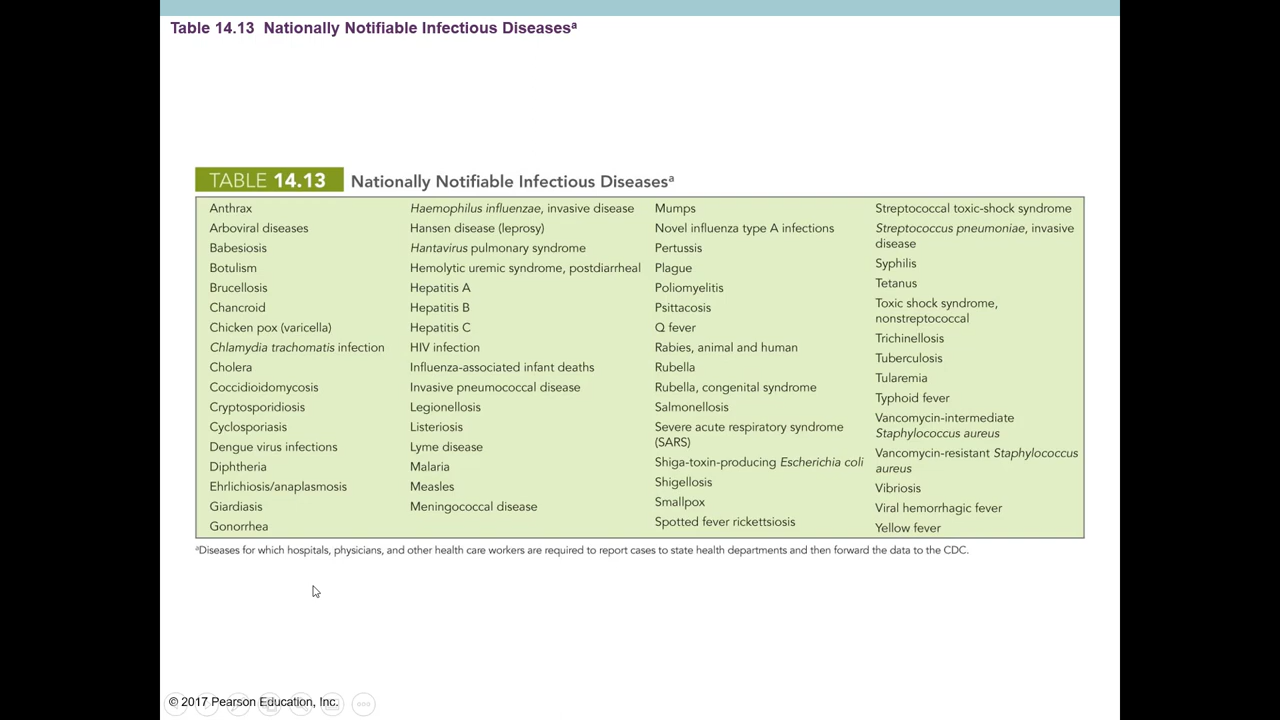 Table 14.13 Nationally Notifiable Infectious Diseasesª
TABLE 14.13 Nationally Notifiable Infectious Diseasesª
Anthrax
Arboviral diseases
Babesiosis
Botulism
Brucellosis
Chancroid
Chicken pox (varicella)
Chlamydia trachomatis infection
Cholera
Coccidioidomycosis
Cryptosporidiosis
Cyclosporiasis
Dengue virus infections
Diphtheria
Ehrlichiosis/anaplasmosis
Giardiasis
Gonorrhea
Haemophilus influenzae, invasive disease
Hansen disease (leprosy)
Hantavirus pulmonary syndrome
Hemolytic uremic syndrome, postdiarrheal
Hepatitis A
Hepatitis B
Hepatitis C
HIV infection
Influenza-associated infant deaths
Invasive pneumococcal disease
Legionellosis
Listeriosis
Lyme disease
Malaria
Measles
Meningococcal disease
Mumps
Novel influenza type A infections
Pertussis
Plague
Poliomyelitis
Psittacosis
Q fever
Rabies, animal and human
Rubella
Rubella, congenital syndrome
Salmonellosis
Severe acute respiratory syndrome
(SARS)
Shiga-toxin-producing Escherichia coli
Shigellosis
Smallpox
Spotted fever rickettsiosis
Streptococcal toxic-shock syndrome
Streptococcus pneumoniae, invasive
disease
Syphilis
Tetanus
Toxic shock syndrome,
nonstreptococcal
Trichinellosis
Tuberculosis
Tularemia
Typhoid fever
Vancomycin-intermediate
Staphylococcus aureus
Vancomycin-resistant Staphylococcus
aureus
Vibriosis
Viral hemorrhagic fever
Yellow fever
ªDiseases for which hospitals, physicians, and other health care workers are required to report cases to state health departments and then forward the data to the CDC.
© 2017 Pearson Education, Inc.